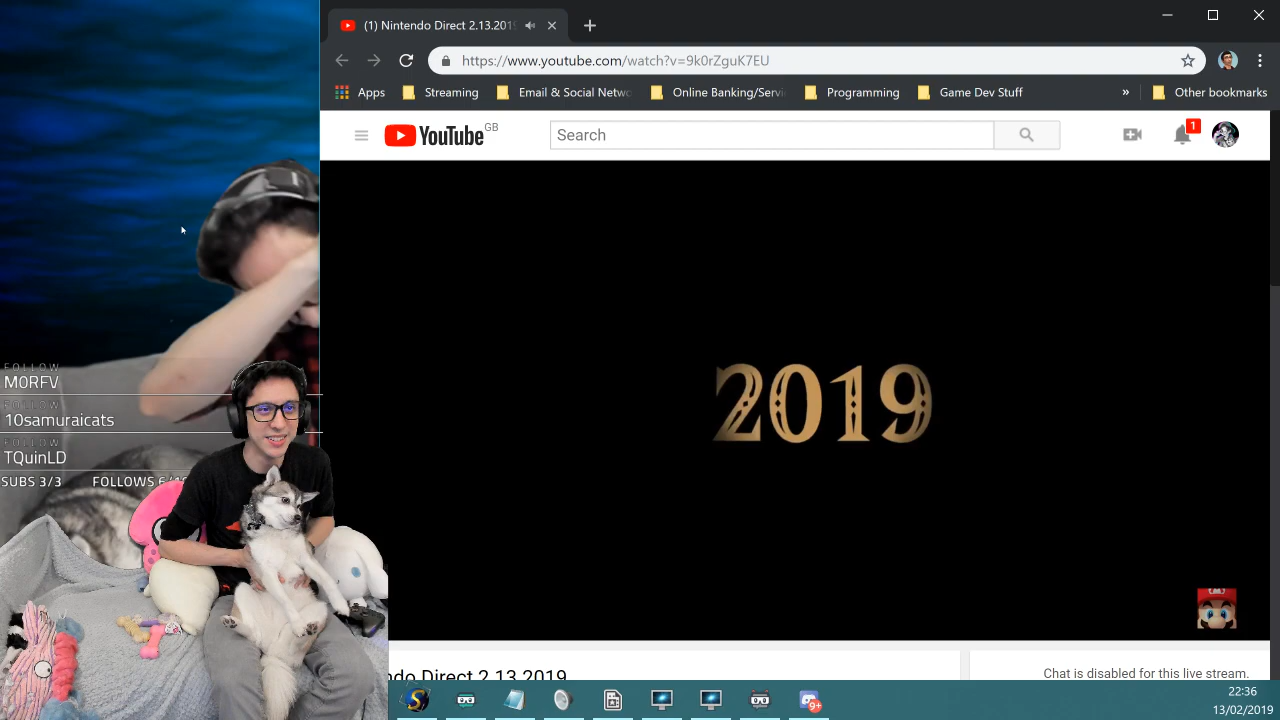 (1) Nintendo Direct 2.13.2019
https://www.youtube.com/watch?v=9k0rZguK7EU
Apps Streaming Email & Social Netwo Online Banking/Servi Programming Game Dev Stuff » Other bookmarks
YouTube GB Search 1
2019
FOLLOW
M0RFV
FOLLOW
10samuraicats
FOLLOW
TQuinLD
SUBS 3/3 FOLLOWS 6/
ndo Direct 2.13.2019
Chat is disabled for this live stream.
9+
22:36
13/02/2019